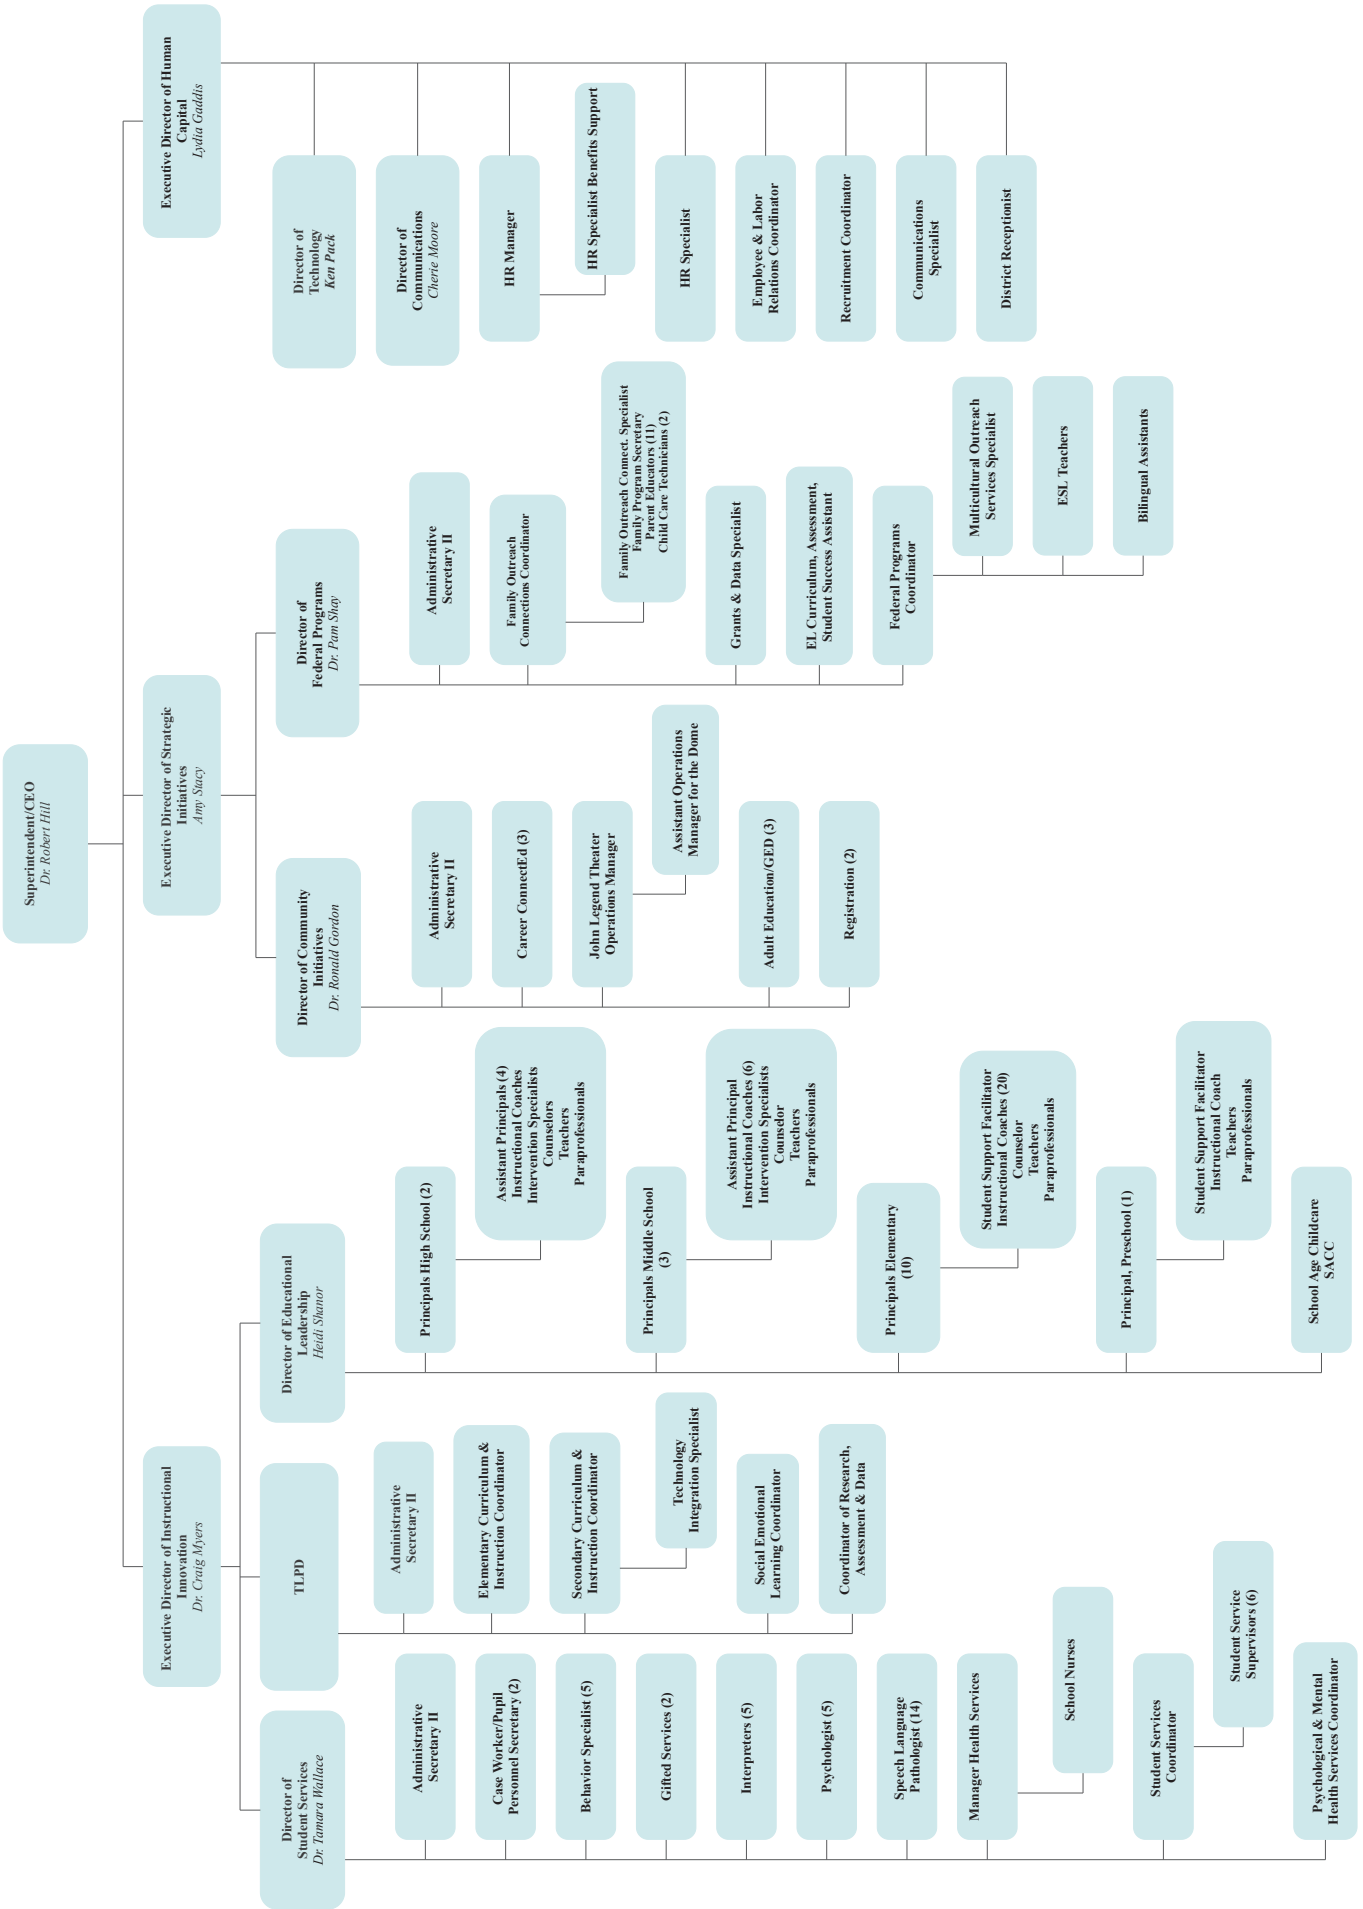 Superintendent/CEO
Dr. Robert Hill
Executive Director of Instructional
Innovation
Dr. Craig Myers
Director of
Student Services
Dr. Tamara Wallace
Administrative
Secretary II
Case Worker/Pupil
Personnel Secretary (2)
Behavior Specialist (5)
Gifted Services (2)
Interpreters (5)
Psychologist (5)
Speech Language
Pathologist (14)
Manager Health Services
School Nurses
Student Services
Coordinator
Student Service
Supervisors (6)
Psychological & Mental
Health Services Coordinator
TLPD
Administrative
Secretary II
Elementary Curriculum &
Instruction Coordinator
Secondary Curriculum &
Instruction Coordinator
Technology
Integration Specialist
Social Emotional
Learning Coordinator
Coordinator of Research,
Assessment & Data
Director of Educational
Leadership
Heidi Shanor
Principals High School (2)
Assistant Principals (4)
Instructional Coaches
Intervention Specialists
Counselors
Teachers
Paraprofessionals
Principals Middle School
(3)
Assistant Principal
Instructional Coaches (6)
Intervention Specialists
Counselor
Teachers
Paraprofessionals
Principals Elementary
(10)
Student Support Facilitator
Instructional Coaches (20)
Counselor
Teachers
Paraprofessionals
Principal, Preschool (1)
Student Support Facilitator
Instructional Coach
Teachers
Paraprofessionals
School Age Childcare
SACC
Executive Director of Strategic
Initiatives
Amy Stacy
Director of Community
Initiatives
Dr. Ronald Gordon
Administrative
Secretary II
Career ConnectEd (3)
John Legend Theater
Operations Manager
Assistant Operations
Manager for the Dome
Adult Education/GED (3)
Registration (2)
Director of
Federal Programs
Dr. Pam Shay
Administrative
Secretary II
Family Outreach
Connections Coordinator
Family Outreach Connect. Specialist
Family Program Secretary
Parent Educators (11)
Child Care Technicians (2)
Grants & Data Specialist
EL Curriculum, Assessment,
Student Success Assistant
Federal Programs
Coordinator
Multicultural Outreach
Services Specialist
ESL Teachers
Bilingual Assistants
Executive Director of Human
Capital
Lydia Gaddis
Director of
Technology
Ken Pack
Director of
Communications
Cherie Moore
HR Manager
HR Specialist Benefits Support
HR Specialist
Employee & Labor
Relations Coordinator
Recruitment Coordinator
Communications
Specialist
District Receptionist